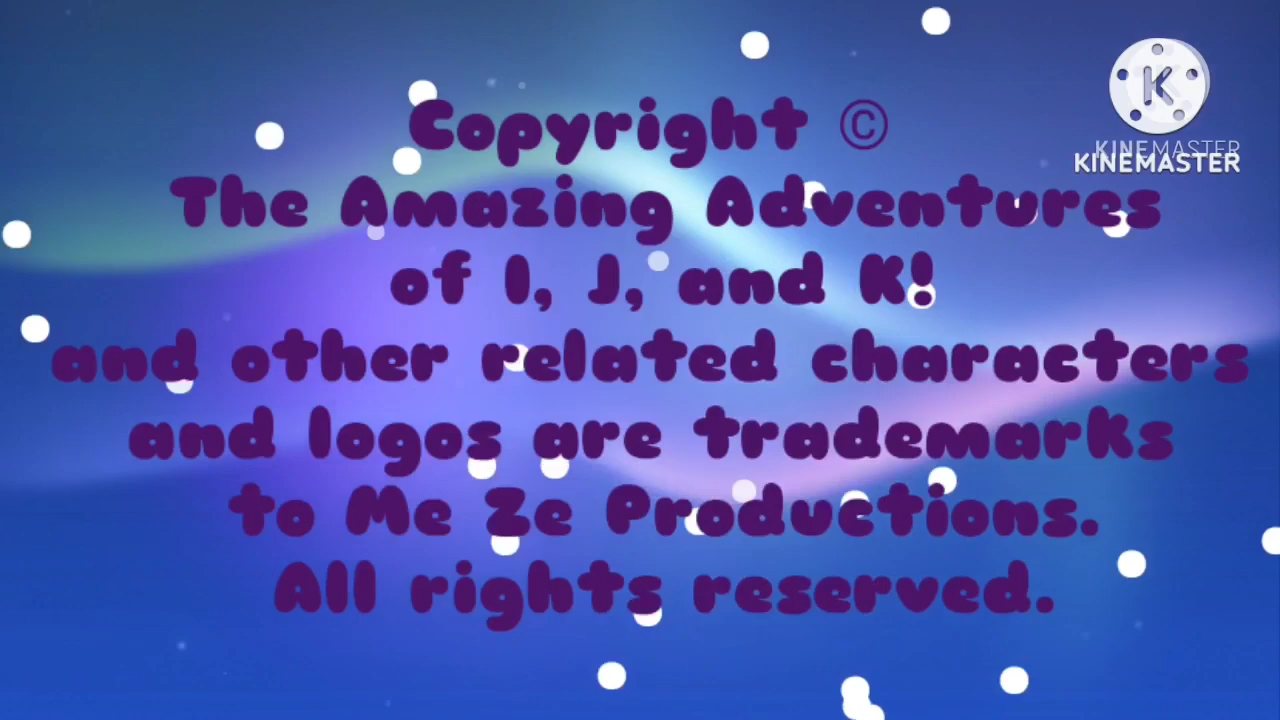 Copyright ©
The Amazing Adventures
of I, J, and K!
and other related characters
and logos are trademarks
to Me Ze Productions.
All rights reserved.
K
KINEMASTER
KINEMASTER